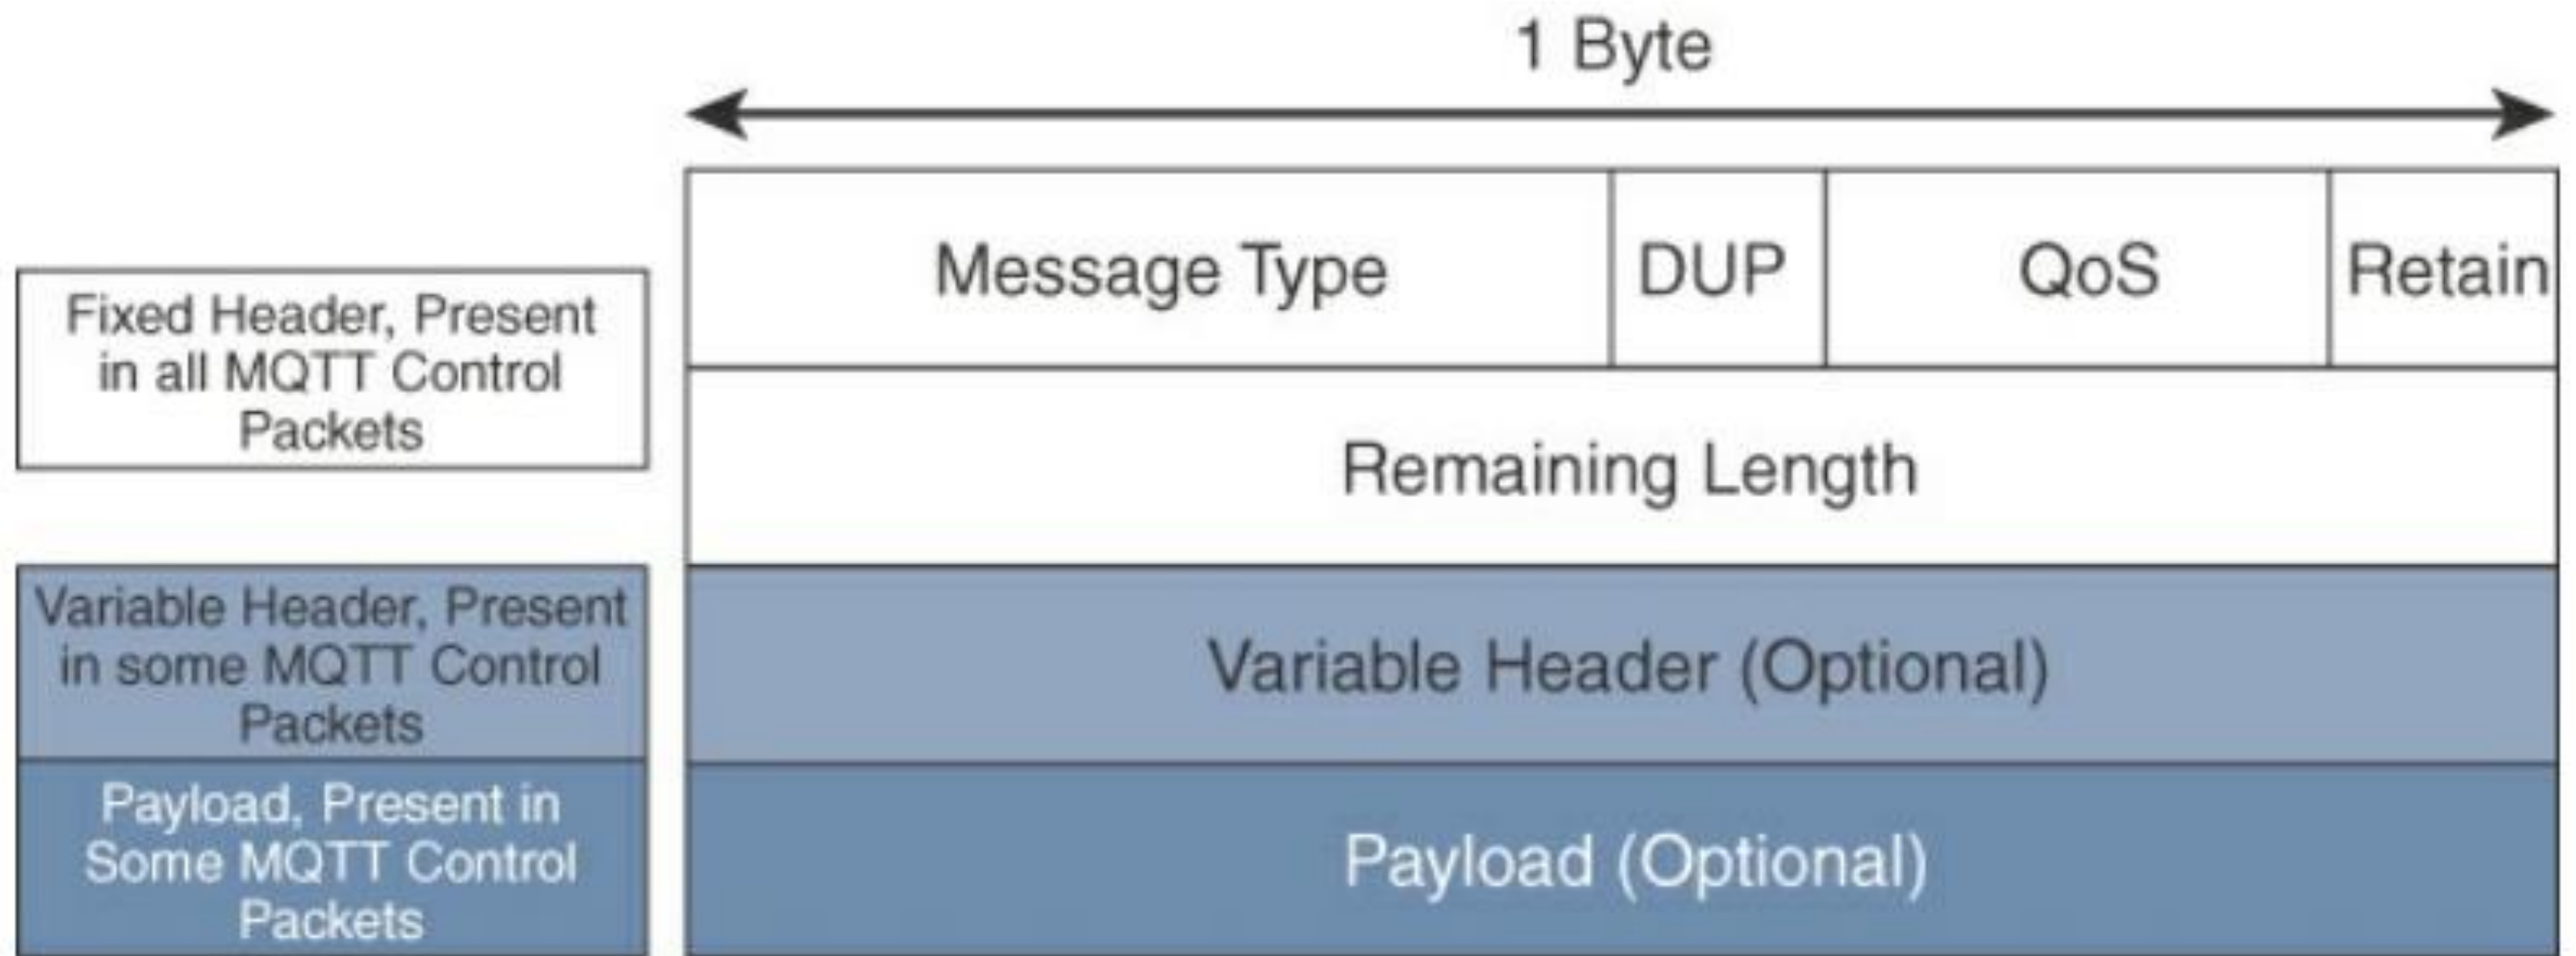 1 Byte
Message Type
DUP
QoS
Retain
Fixed Header, Present
in all MQTT Control
Packets
Remaining Length
Variable Header, Present
in some MQTT Control
Packets
Variable Header (Optional)
Payload, Present in
Some MQTT Control
Packets
Payload (Optional)